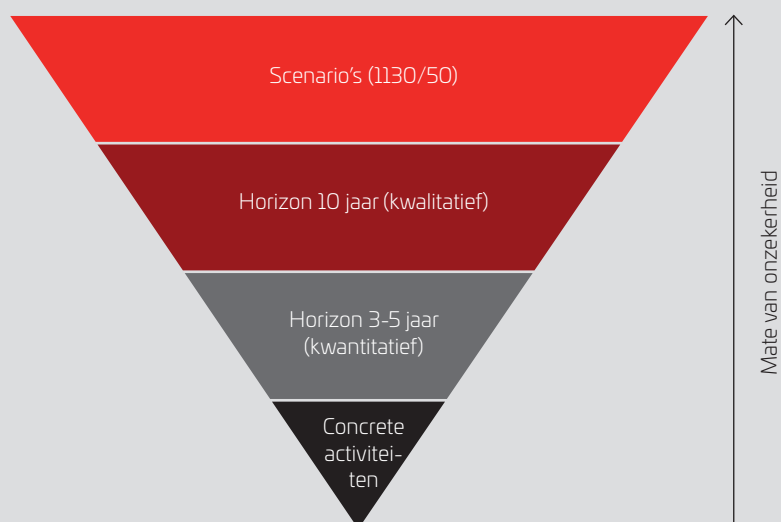 Scenario's (1130/50)
Horizon 10 jaar (kwalitatief)
Horizon 3-5 jaar
(kwantitatief)
Concrete
activitei-
ten
Mate van onzekerheid